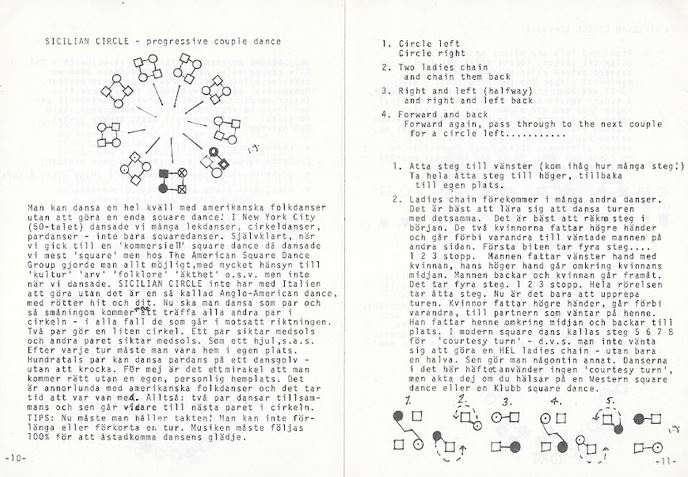 SICILIAN CIRCLE - progressive couple dance
Man kan dansa en hel kväll med amerikanska folkdanser
utan att göra en enda square dance! I New York City
(50-talet) dansade vi många lekdanser, cirkeldanser,
pardanser - inte bara squaredanser. Självklart, när
vi gick till en 'kommersiell' square dance då dansade
vi mest 'square' men hos The American Square Dance
Group gjorde man allt möjligt, med mycket hänsyn till
'kultur' 'arv' 'folklore' 'äkthet' o.s.v. men inte
när vi dansade. SICILIAN CIRCLE inte har med Italien
att göra utan det är en så kallad Anglo-American dance,
med rötter hit och dit. Nu ska man dansa som par och
så småningom kommer att träffa alla andra par i
cirkeln - i alla fall de som går i motsatt riktningen.
Två par gör en liten cirkel. Ett par siktar medsols
och andra paret siktar medsols. Som ett hjul, s.a.s.
Efter varje tur måste man vara hem i egen plats.
Hundratals par kan dansa perdans på ett dansgolv -
utan att krocka. För mej är det ett mirakel att man
kommer rätt utan en egen, personlig hemplats. Det
är annorlunda med amerikanska folkdanser och det tar
tid att var van med. Alltså: två par dansar tillsam-
mans och sen går vidare till nästa paret i cirkeln.
TIPS: Nu måste man håller takten! Man kan inte för-
länga eller förkorta en tur. Musiken måste följas
100% för att åstadkomma dansens glädje.
-10-
1. Circle left
Circle right
2. Two ladies chain
and chain them back
3. Right and left (halfway)
and right and left back
4. Forward and back
Forward again, pass through to the next couple
for a circle left...........
1. Åtta steg till vänster (kom ihåg hur många steg!)
Ta hela åtta steg till höger, tillbaka
till egen plats.
2. Ladies chain förekommer i många andra danser.
Det är bäst att lära sig att dansa turen
med detsamma. Det är bäst att räkna steg i
början. De två kvinnorna fattar högre händer
och går förbi varandra till väntade mannen på
andra sidan. Första biten tar fyra steg....
1 2 3 stopp. Mannen fattar vänster hand med
kvinnan, hans höger hand går omkring kvinnans
midjan. Mannen backar och kvinnan går framåt.
Det tar fyra steg. 1 2 3 stopp. Hela rörelsen
tar åtta steg. Nu är det bara att upprepa
turen. Kvinnor fattar höger händer, går förbi
varandra, till partnern som väntar på henne.
Han fattar henne omkring midjan och backar till
plats. I modern square dans kallas steg 5 6 7 8
för 'courtesy turn' - d.v.s. man inte vänta
sig att göra en HEL ladies chain - utan bara
en halva. Sen gör man någontin annat. Danserna
i det här häftet använder ingen 'courtesy turn',
men akta dej om du hälsar på en Western square
dance eller en Klubb square dance.
1. 2. 3. 4. 5.
-11-